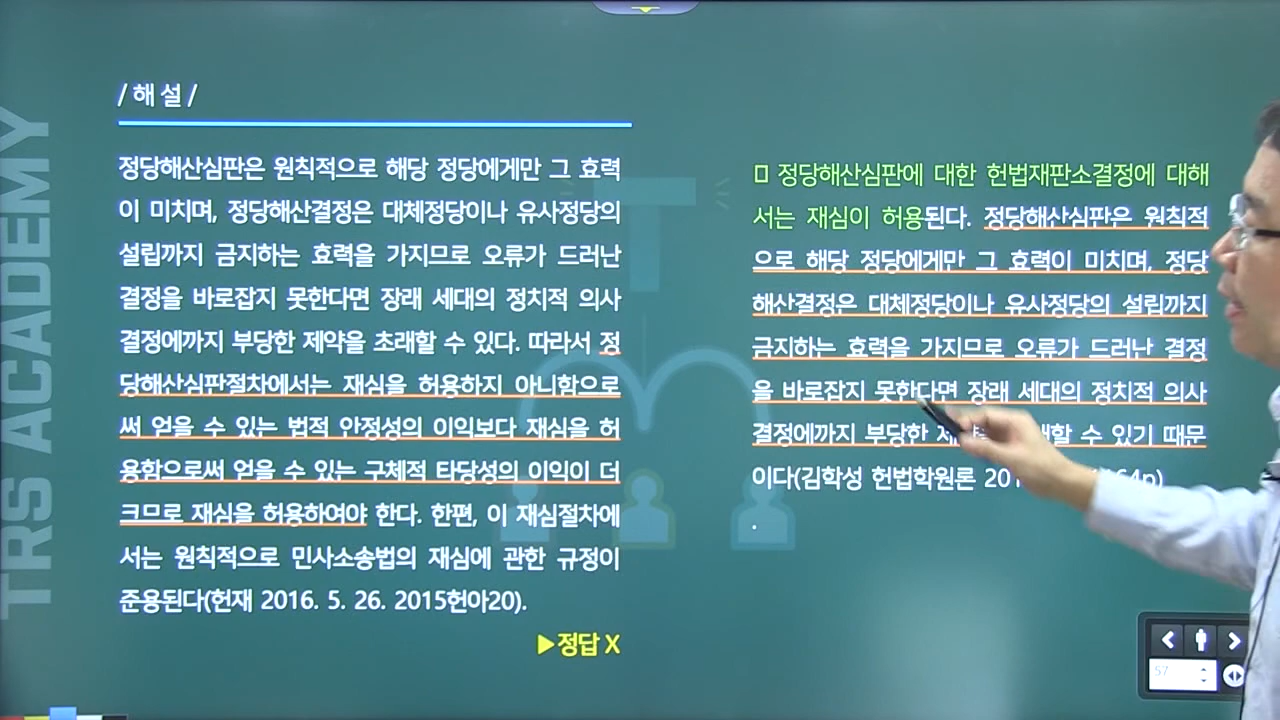 / 해 설 /
정당해산심판은 원칙적으로 해당 정당에게만 그 효력
이 미치며, 정당해산결정은 대체정당이나 유사정당의
설립까지 금지하는 효력을 가지므로 오류가 드러난
결정을 바로잡지 못한다면 장래 세대의 정치적 의사
결정에까지 부당한 제약을 초래할 수 있다. 따라서 정
당해산심판절차에서는 재심을 허용하지 아니함으로
써 얻을 수 있는 법적 안정성의 이익보다 재심을 허
용함으로써 얻을 수 있는 구체적 타당성의 이익이 더
크므로 재심을 허용하여야 한다. 한편, 이 재심절차에
서는 원칙적으로 민사소송법의 재심에 관한 규정이
준용된다(헌재 2016. 5. 26. 2015헌아20).
▶정답 X
ㅁ 정당해산심판에 대한 헌법재판소결정에 대해
서는 재심이 허용된다. 정당해산심판은 원칙적
으로 해당 정당에게만 그 효력이 미치며, 정당
해산결정은 대체정당이나 유사정당의 설립까지
금지하는 효력을 가지므로 오류가 드러난 결정
을 바로잡지 못한다면 장래 세대의 정치적 의사
결정에까지 부당한 수 있기 때문
이다(김학성 헌법학원론
.
TRS ACADEMY
57